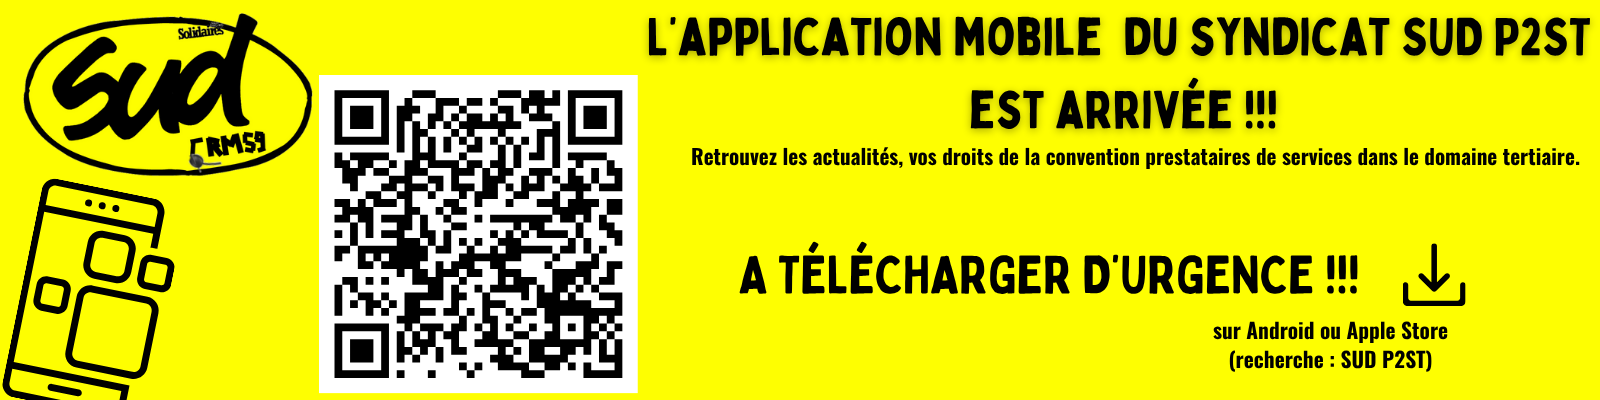 Solidaires
Sud
CRM59
L'APPLICATION MOBILE DU SYNDICAT SUD P2ST
EST ARRIVÉE !!!
Retrouvez les actualités, vos droits de la convention prestataires de services dans le domaine tertiaire.
A TÉLÉCHARGER D'URGENCE !!!
sur Android ou Apple Store
(recherche : SUD P2ST)